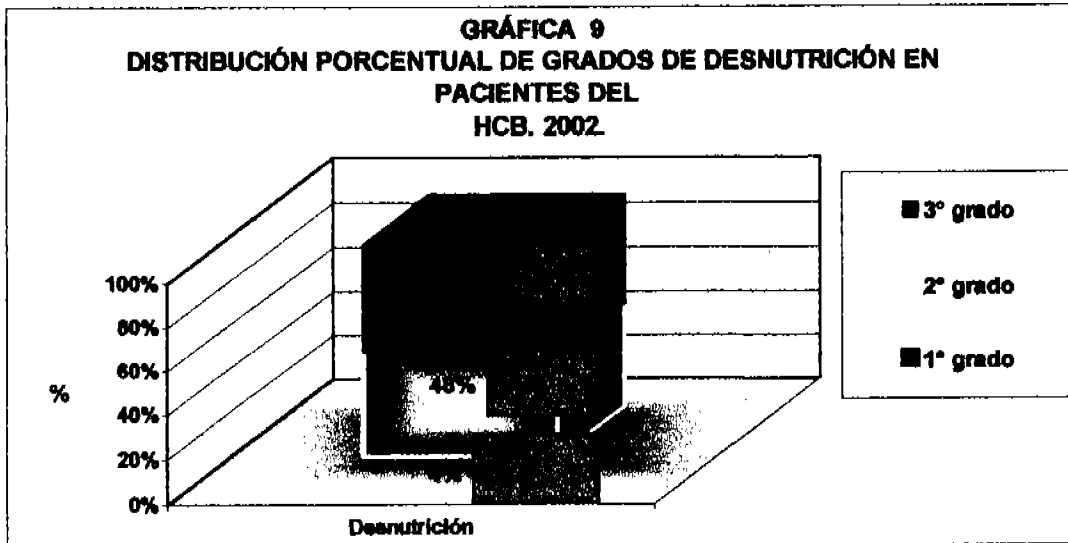 GRÁFICA 9
DISTRIBUCIÓN PORCENTUAL DE GRADOS DE DESNUTRICIÓN EN
PACIENTES DEL
HCB. 2002.
100%
80%
60%
40%
20%
0%
%
48%
Desnutrición
3° grado
2° grado
1° grado